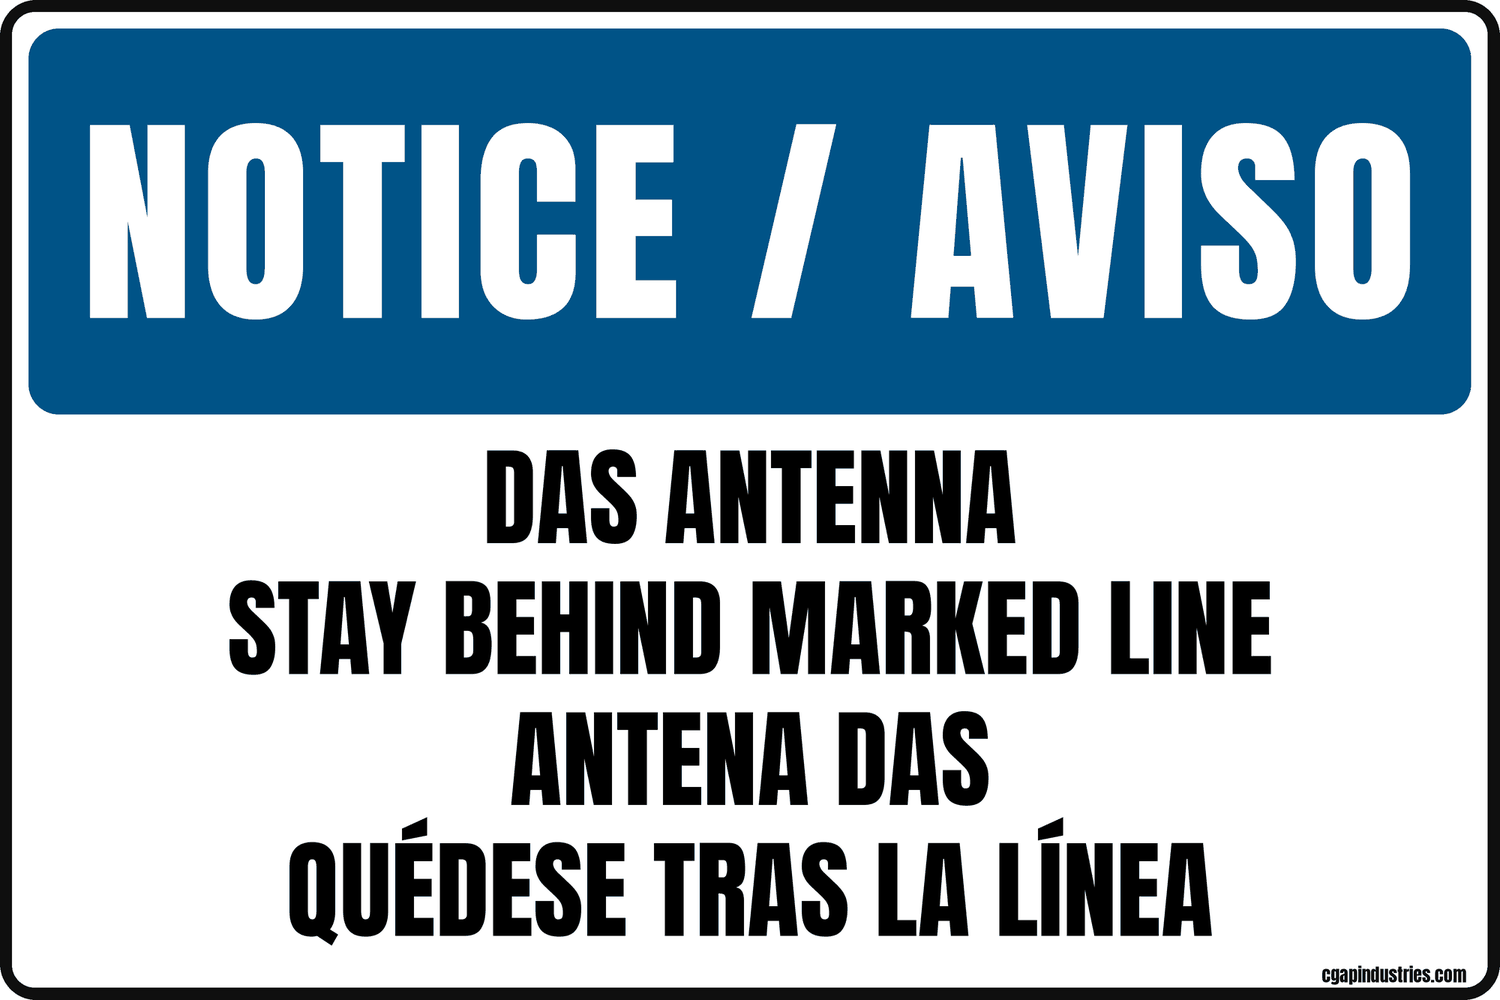 NOTICE / AVISO
DAS ANTENNA
STAY BEHIND MARKED LINE
ANTENA DAS
QUÉDESE TRAS LA LÍNEA
cgapindustries.com